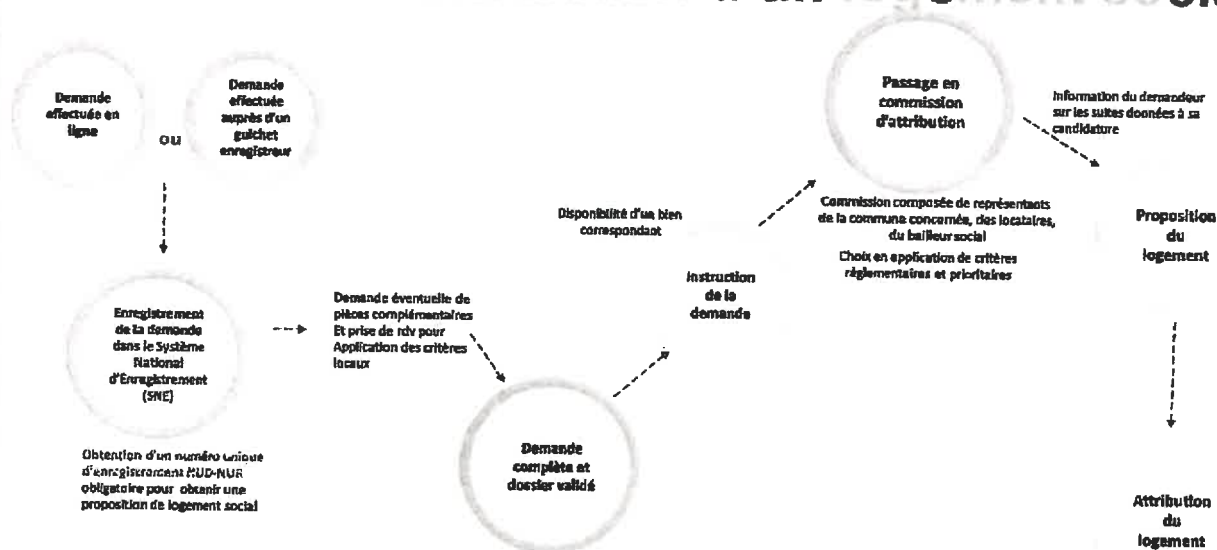 Demande
effectuée en
ligne
ou
Demande
effectuée
auprès d'un
guichet
enregistreur
Enregistrement
de la demande
dans le Système
National
d'Enregistrement
(SNE)
Obtention d'un numéro unique
d'enregistrement NUD-NUR
obligatoire pour obtenir une
proposition de logement social
Demande éventuelle de
pièces complémentaires
Et prise de rdv pour
Application des critères
locaux
Demande
complète et
dossier validé
Instruction
de la
demande
Disponibilité d'un bien
correspondant
Passage en
commission
d'attribution
Commission composée de représentants
de la commune concernée, des locataires,
du bailleur social
Choix en application de critères
règlementaires et prioritaires
Information du demandeur
sur les suites données à sa
candidature
Proposition
du
logement
Attribution
du
logement